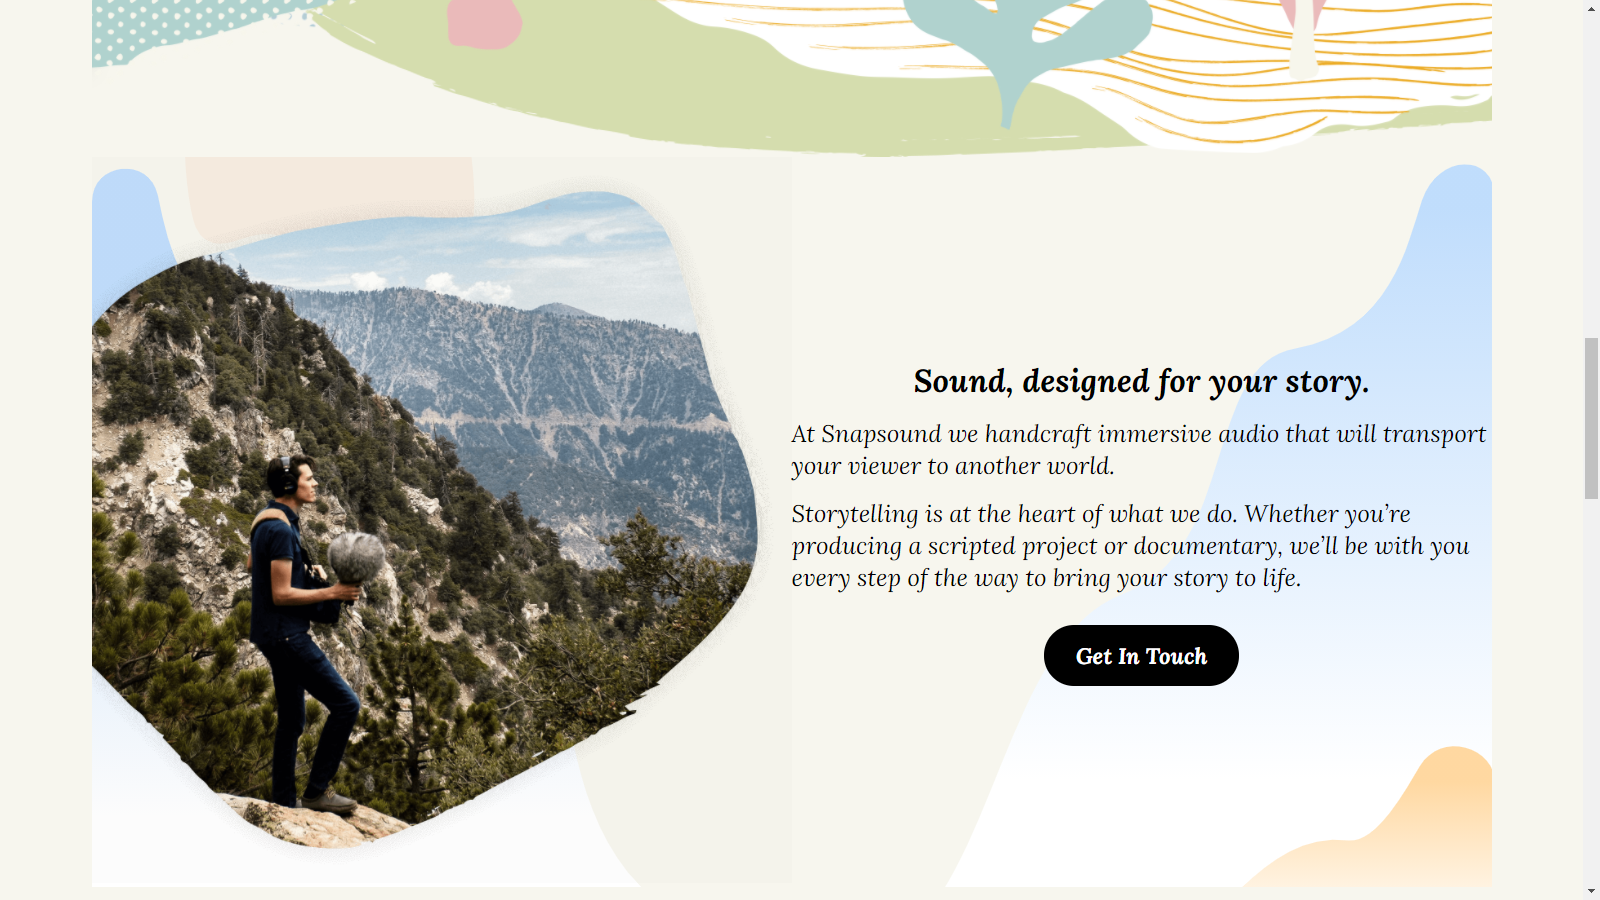 Sound, designed for your story.
At Snapsound we handcraft immersive audio that will transport
your viewer to another world.
Storytelling is at the heart of what we do. Whether you’re
producing a scripted project or documentary, we’ll be with you
every step of the way to bring your story to life.
Get In Touch